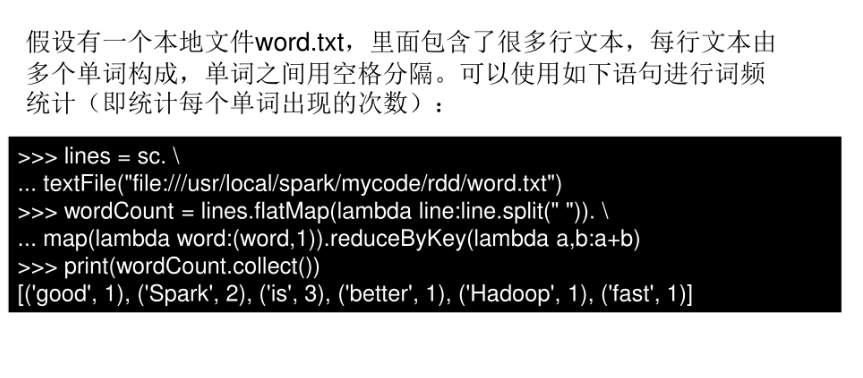 假设有一个本地文件word.txt，里面包含了很多行文本，每行文本由
多个单词构成，单词之间用空格分隔。可以使用如下语句进行词频
统计（即统计每个单词出现的次数）：
>>> lines = sc. \
... textFile("file:///usr/local/spark/mycode/rdd/word.txt")
>>> wordCount = lines.flatMap(lambda line:line.split(" ")). \
... map(lambda word:(word,1)).reduceByKey(lambda a,b:a+b)
>>> print(wordCount.collect())
[('good', 1), ('Spark', 2), ('is', 3), ('better', 1), ('Hadoop', 1), ('fast', 1)]